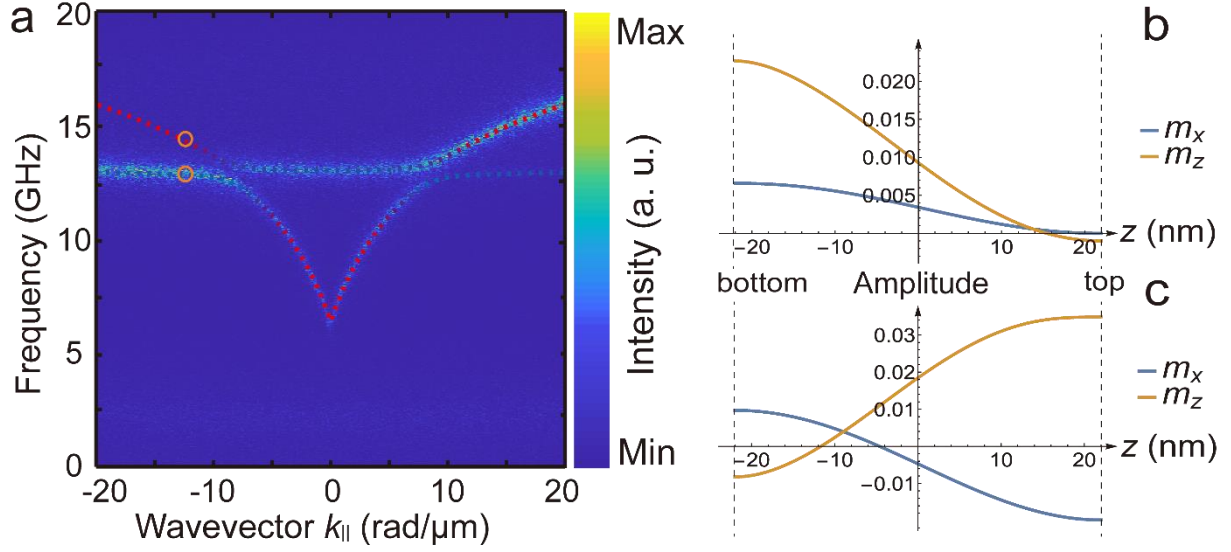 a
20
15
10
5
0
Frequency (GHz)
-20
-10
0
10
20
Wavevector k|| (rad/µm)
Max
Intensity (a. u.)
Min
b
0.020
0.015
0.010
0.005
−20
−10
10
20
z (nm)
mx
mz
bottom
Amplitude
top
c
0.03
0.02
0.01
−0.01
−20
−10
10
20
z (nm)
mx
mz